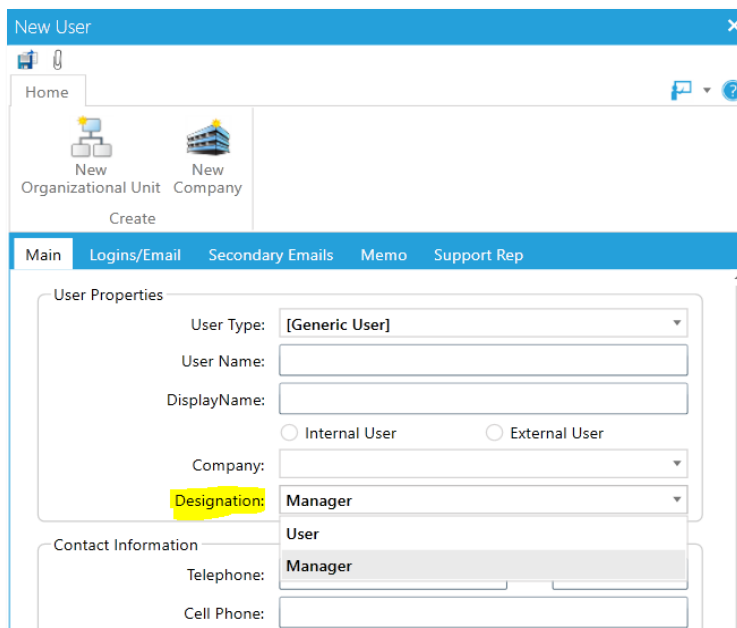 New User
Home
New
Organizational Unit
New
Company
Create
Main Logins/Email Secondary Emails Memo Support Rep
User Properties
User Type: [Generic User]
User Name:
DisplayName:
Internal User External User
Company:
Designation: Manager
User
Manager
Contact Information
Telephone:
Cell Phone: